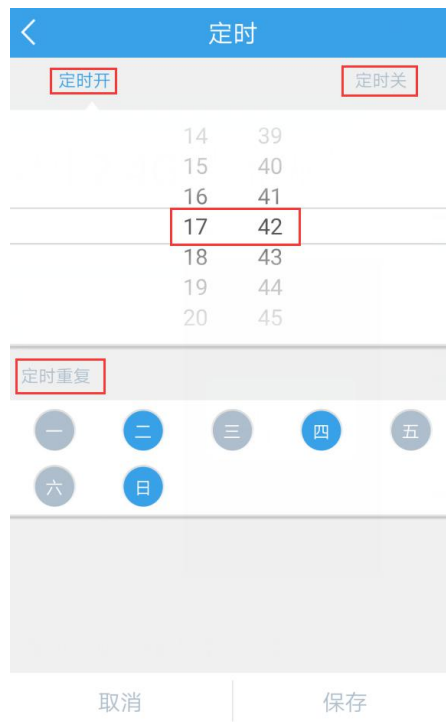 定时
定时开 定时关
14 39
15 40
16 41
17 42
18 43
19 44
20 45
定时重复
一 二 三 四 五
六 日
取消 保存